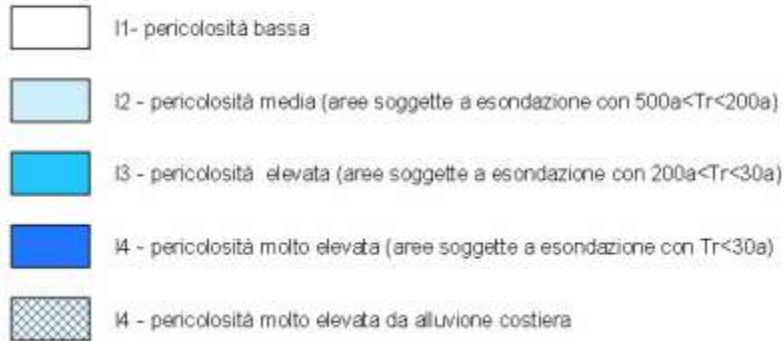 I1- pericolosità bassa
I2 - pericolosità media (aree soggette a esondazione con 500a<Tr<200a)
I3 - pericolosità elevata (aree soggette a esondazione con 200a<Tr<30a)
I4 - pericolosità molto elevata (aree soggette a esondazione con Tr<30a)
I4 - pericolosità molto elevata da alluvione costiera